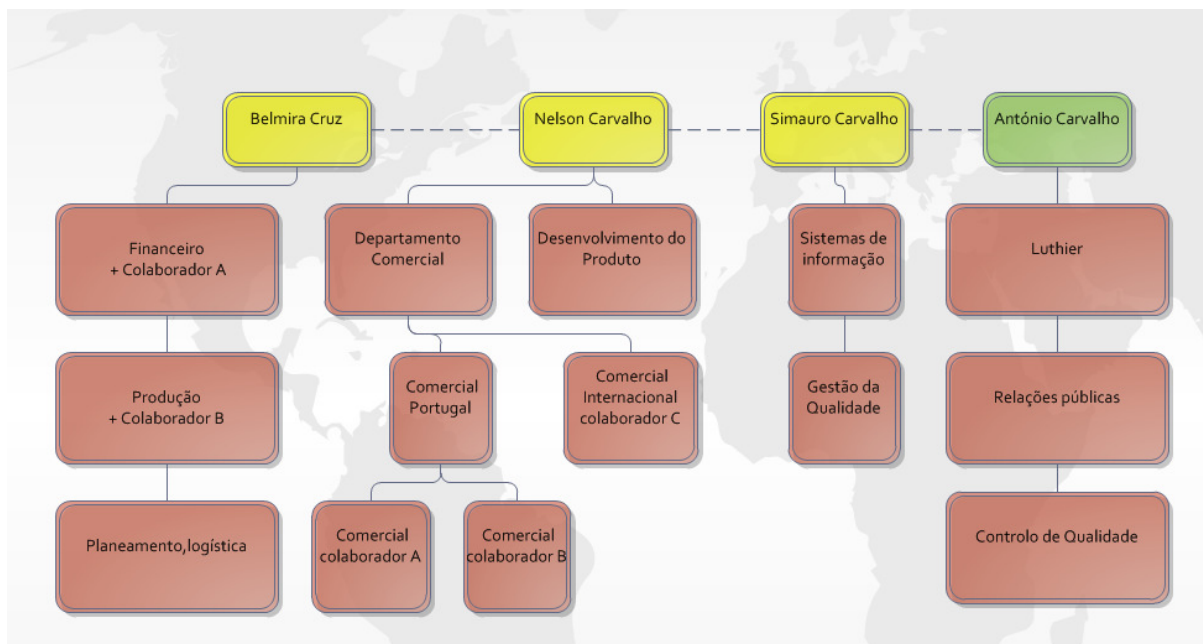 Belmira Cruz
Nelson Carvalho
Simauro Carvalho
António Carvalho
Financeiro
+ Colaborador A
Departamento
Comercial
Desenvolvimento do
Produto
Sistemas de
informação
Luthier
Produção
+ Colaborador B
Comercial
Portugal
Comercial
Internacional
colaborador C
Gestão da
Qualidade
Relações públicas
Planeamento,logística
Comercial
colaborador A
Comercial
colaborador B
Controlo de Qualidade